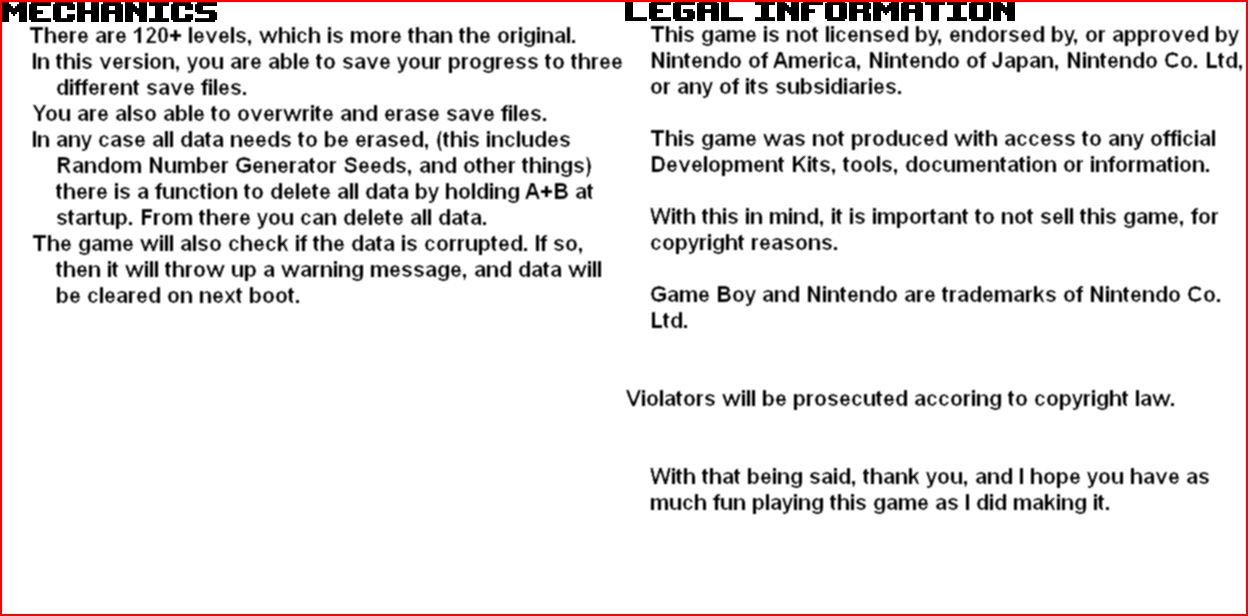 MECHANICS
There are 120+ levels, which is more than the original.
In this version, you are able to save your progress to three
different save files.
You are also able to overwrite and erase save files.
In any case all data needs to be erased, (this includes
Random Number Generator Seeds, and other things)
there is a function to delete all data by holding A+B at
startup. From there you can delete all data.
The game will also check if the data is corrupted. If so,
then it will throw up a warning message, and data will
be cleared on next boot.
LEGAL INFORMATION
This game is not licensed by, endorsed by, or approved by
Nintendo of America, Nintendo of Japan, Nintendo Co. Ltd,
or any of its subsidiaries.
This game was not produced with access to any official
Development Kits, tools, documentation or information.
With this in mind, it is important to not sell this game, for
copyright reasons.
Game Boy and Nintendo are trademarks of Nintendo Co.
Ltd.
Violators will be prosecuted accoring to copyright law.
With that being said, thank you, and I hope you have as
much fun playing this game as I did making it.